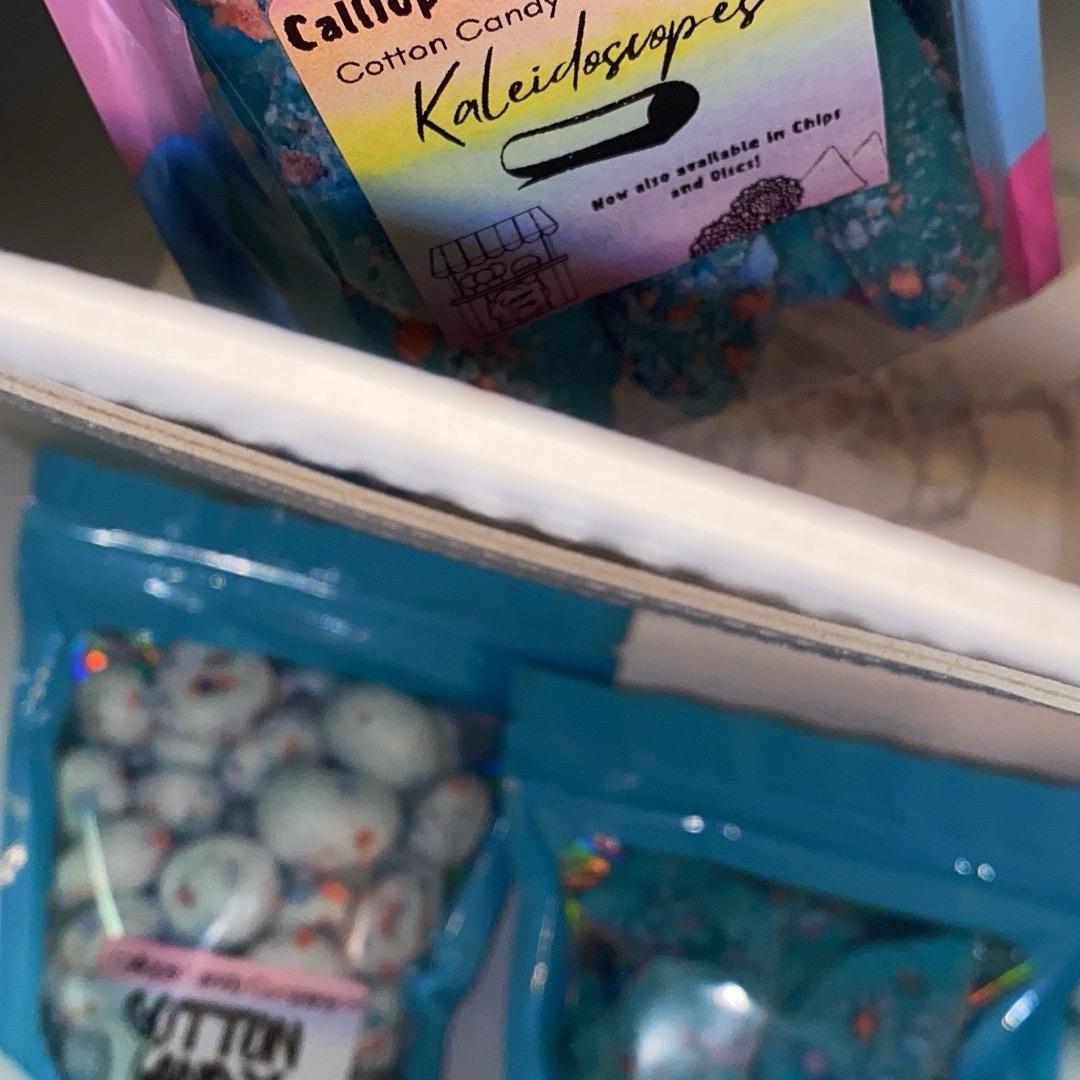 Calliop
Cotton Candy
Kaleidoscopes
Now also available in Chips
and Discs!
COTTON